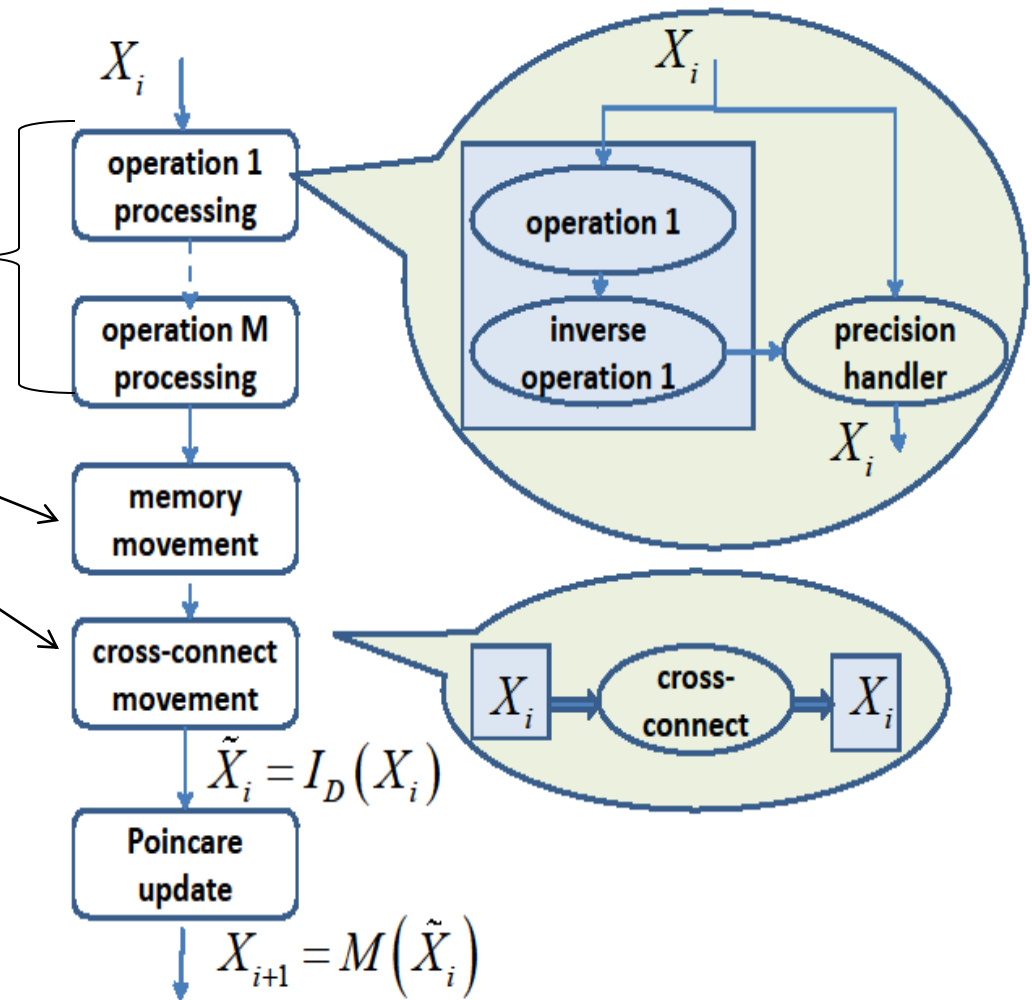 X_i
operation 1
processing
operation M
processing
memory
movement
cross-connect
movement
X̃_i = I_D(X_i)
Poincare
update
X_{i+1} = M(X̃_i)
X_i
operation 1
inverse
operation 1
precision
handler
X_i
X_i
cross-
connect
X_i